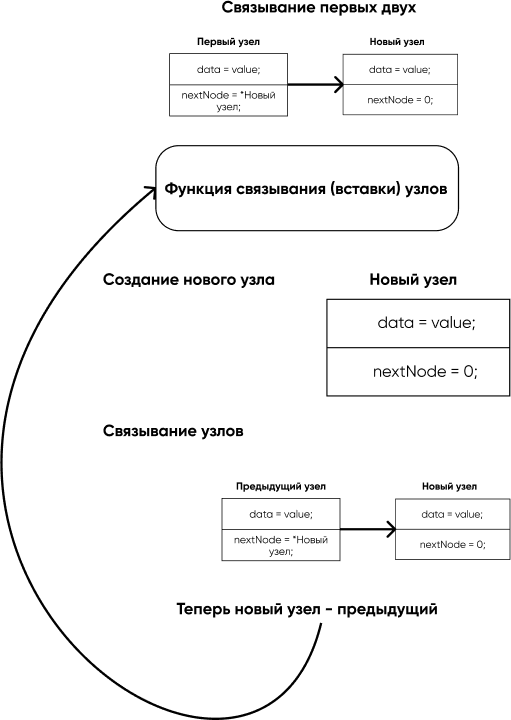 Связывание первых двух
Первый узел
Новый узел
data = value;
data = value;
nextNode = *Новый
узел;
nextNode = 0;
Функция связывания (вставки) узлов
Создание нового узла
Новый узел
data = value;
nextNode = 0;
Связывание узлов
Предыдущий узел
Новый узел
data = value;
data = value;
nextNode = *Новый
узел;
nextNode = 0;
Теперь новый узел - предыдущий